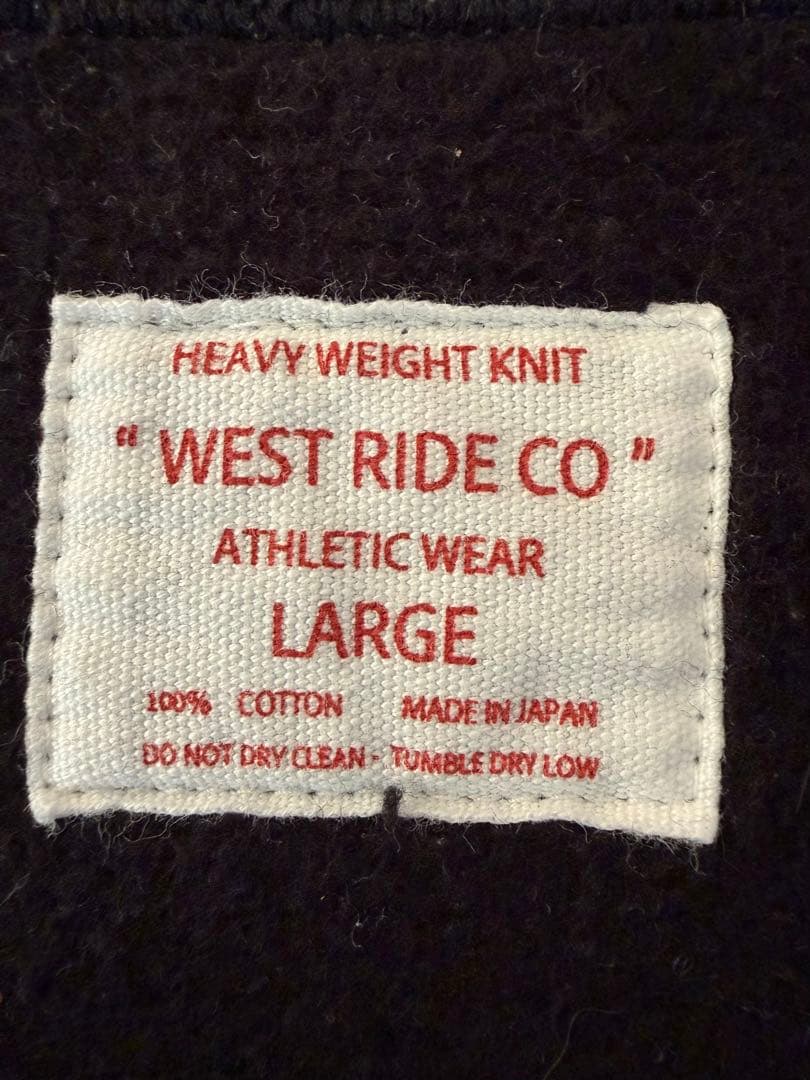 HEAVY WEIGHT KNIT
" WEST RIDE CO "
ATHLETIC WEAR
LARGE
100% COTTON MADE IN JAPAN
DO NOT DRY CLEAN - TUMBLE DRY LOW